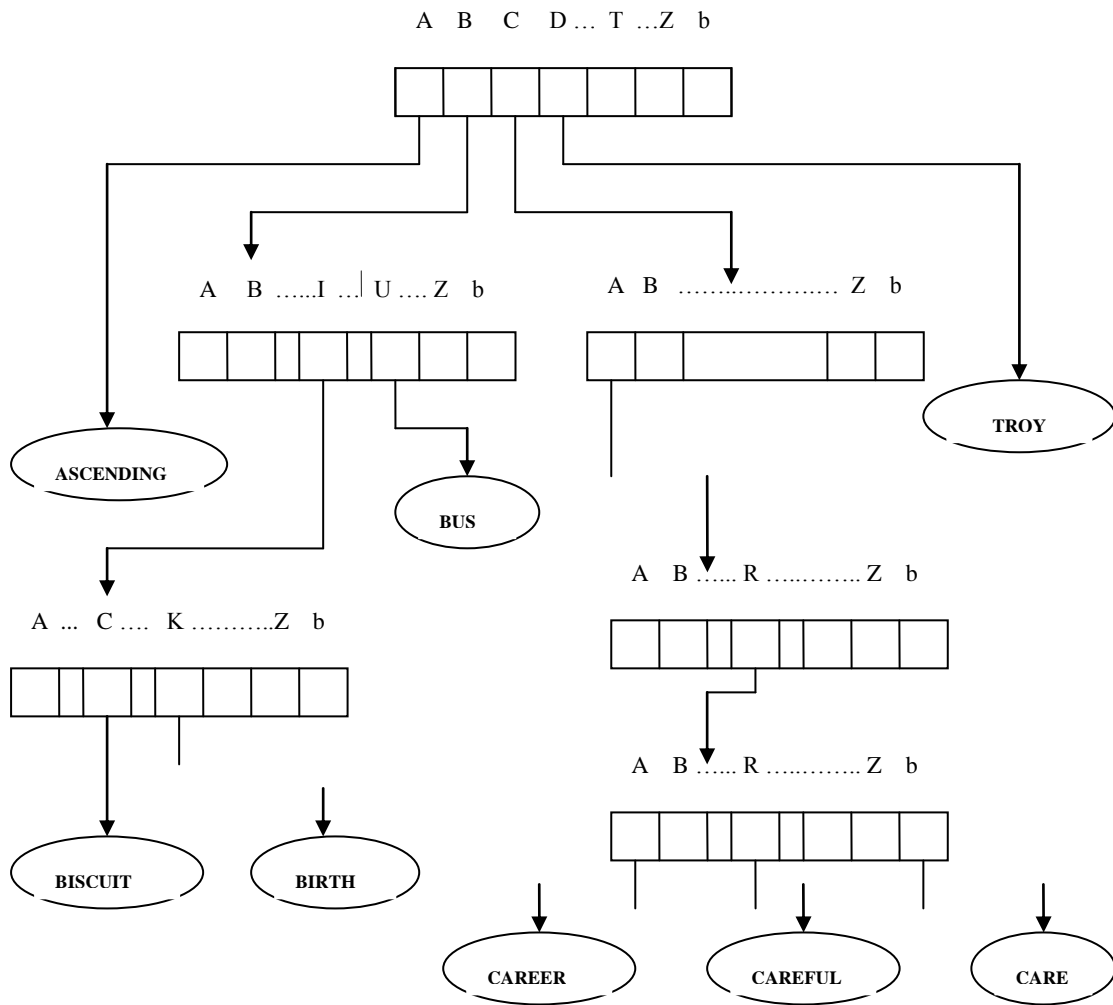 A B C D … T …Z b
A B …...I … U …. Z b
A B ……..………..… Z b
TROY
ASCENDING
BUS
A B …... R …..…….. Z b
A ... C …. K ………..Z b
A B …... R …..…….. Z b
BISCUIT BIRTH
CAREER CAREFUL CARE